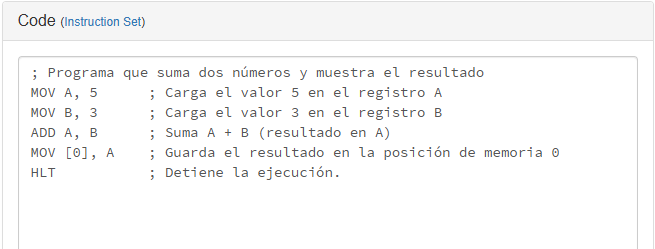 Code (Instruction Set)
; Programa que suma dos números y muestra el resultado
MOV A, 5      ; Carga el valor 5 en el registro A
MOV B, 3      ; Carga el valor 3 en el registro B
ADD A, B      ; Suma A + B (resultado en A)
MOV [0], A    ; Guarda el resultado en la posición de memoria 0
HLT           ; Detiene la ejecución.